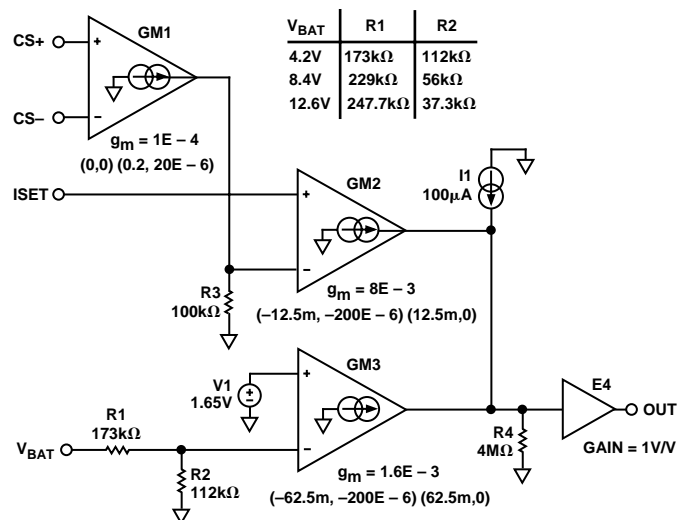 V_BAT R1 R2
4.2V 173kΩ 112kΩ
8.4V 229kΩ 56kΩ
12.6V 247.7kΩ 37.3kΩ
CS+
GM1
+
CS–
–
g_m = 1E – 4
(0,0) (0.2, 20E – 6)
I1
100µA
ISET
GM2
+
–
R3
100kΩ
g_m = 8E – 3
(–12.5m, –200E – 6) (12.5m,0)
GM3
V1
1.65V
+
–
+
–
E4
OUT
R1
173kΩ
R4
4MΩ
GAIN = 1V/V
V_BAT
R2
112kΩ
g_m = 1.6E – 3
(–62.5m, –200E – 6) (62.5m,0)